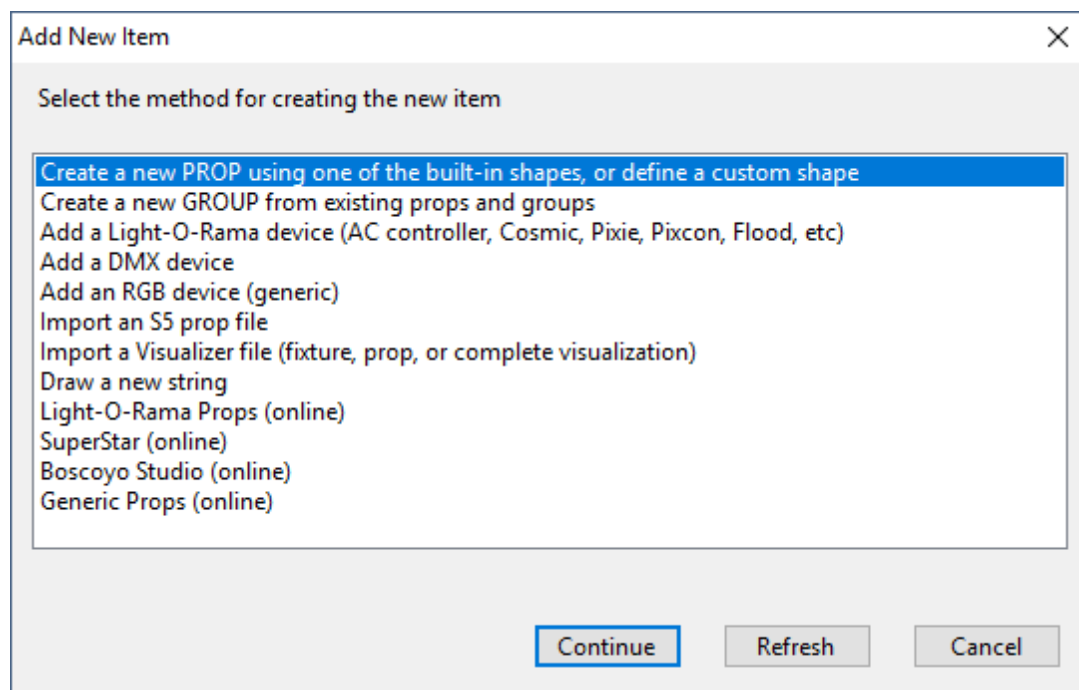 Add New Item
Select the method for creating the new item
Create a new PROP using one of the built-in shapes, or define a custom shape
Create a new GROUP from existing props and groups
Add a Light-O-Rama device (AC controller, Cosmic, Pixie, Pixcon, Flood, etc)
Add a DMX device
Add an RGB device (generic)
Import an S5 prop file
Import a Visualizer file (fixture, prop, or complete visualization)
Draw a new string
Light-O-Rama Props (online)
SuperStar (online)
Boscoyo Studio (online)
Generic Props (online)
Continue Refresh Cancel